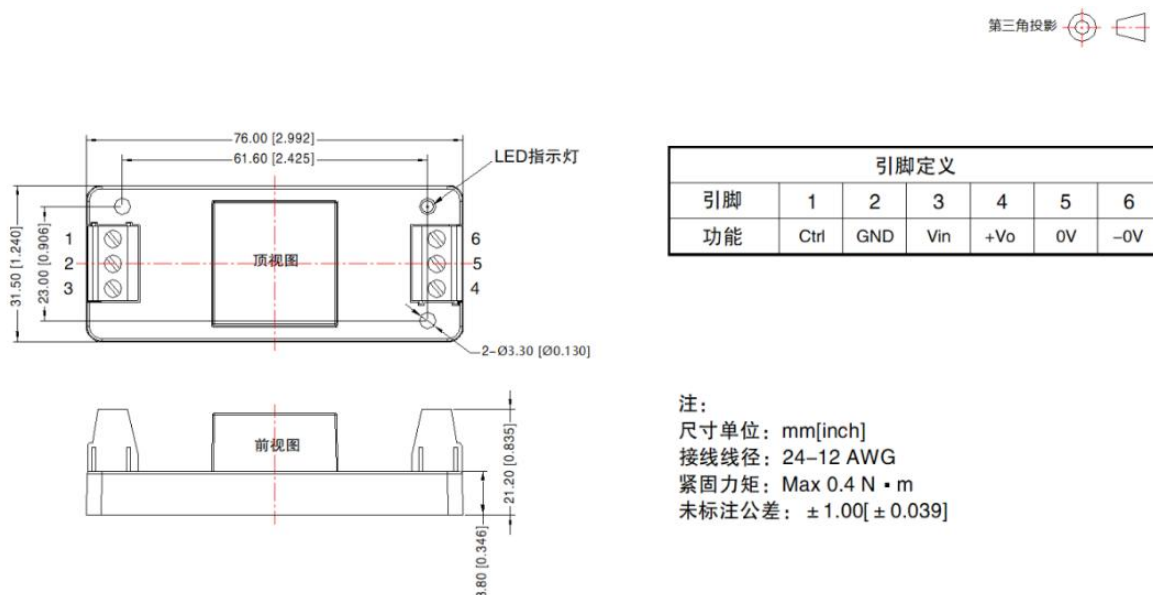 第三角投影
76.00 [2.992]
61.60 [2.425]
LED指示灯
31.50 [1.240]
23.00 [0.906]
1
2
3
顶视图
6
5
4
2-Ø3.30 [Ø0.130]
引脚定义
引脚 1 2 3 4 5 6
功能 Ctrl GND Vin +Vo 0V -0V
前视图
21.20 [0.835]
8.80 [0.346]
注：
尺寸单位：mm[inch]
接线线径：24-12 AWG
紧固力矩：Max 0.4 N · m
未标注公差：±1.00[±0.039]